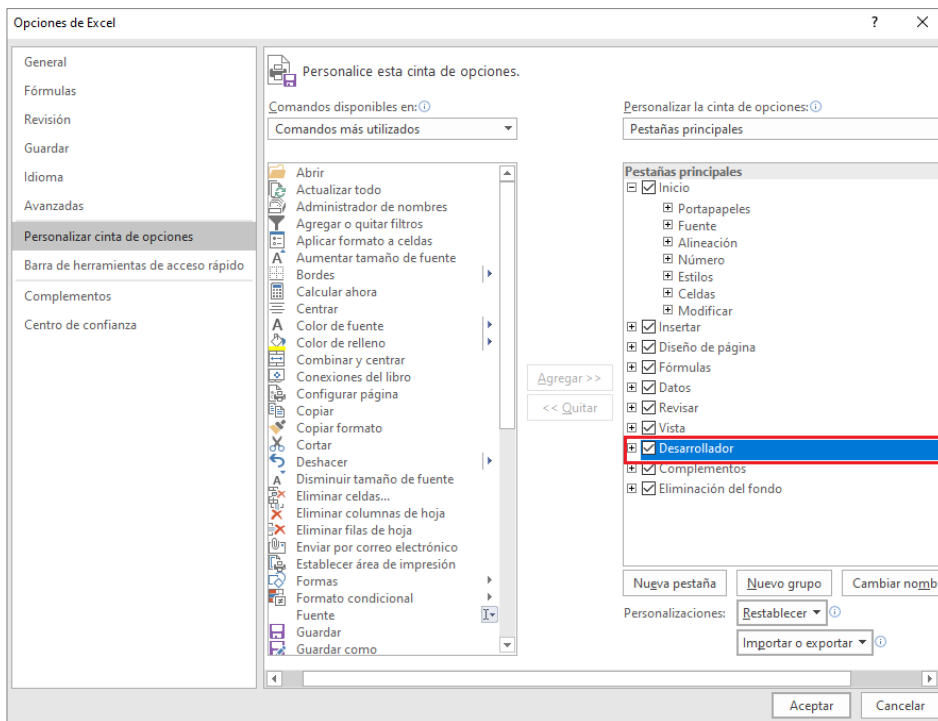 Opciones de Excel
?
General
Fórmulas
Revisión
Guardar
Idioma
Avanzadas
Personalizar cinta de opciones
Barra de herramientas de acceso rápido
Complementos
Centro de confianza
Personalice esta cinta de opciones.
Comandos disponibles en:
Comandos más utilizados
Abrir
Actualizar todo
Administrador de nombres
Agregar o quitar filtros
Aplicar formato a celdas
Aumentar tamaño de fuente
Bordes
Calcular ahora
Centrar
Color de fuente
Color de relleno
Combinar y centrar
Conexiones del libro
Configurar página
Copiar
Copiar formato
Cortar
Deshacer
Disminuir tamaño de fuente
Eliminar celdas...
Eliminar columnas de hoja
Eliminar filas de hoja
Enviar por correo electrónico
Establecer área de impresión
Formas
Formato condicional
Fuente
Guardar
Guardar como
Agregar >>
<< Quitar
Personalizar la cinta de opciones:
Pestañas principales
Pestañas principales
Inicio
Portapapeles
Fuente
Alineación
Número
Estilos
Celdas
Modificar
Insertar
Diseño de página
Fórmulas
Datos
Revisar
Vista
Desarrollador
Complementos
Eliminación del fondo
Nueva pestaña
Nuevo grupo
Cambiar nomb
Personalizaciones:
Restablecer
Importar o exportar
Aceptar
Cancelar